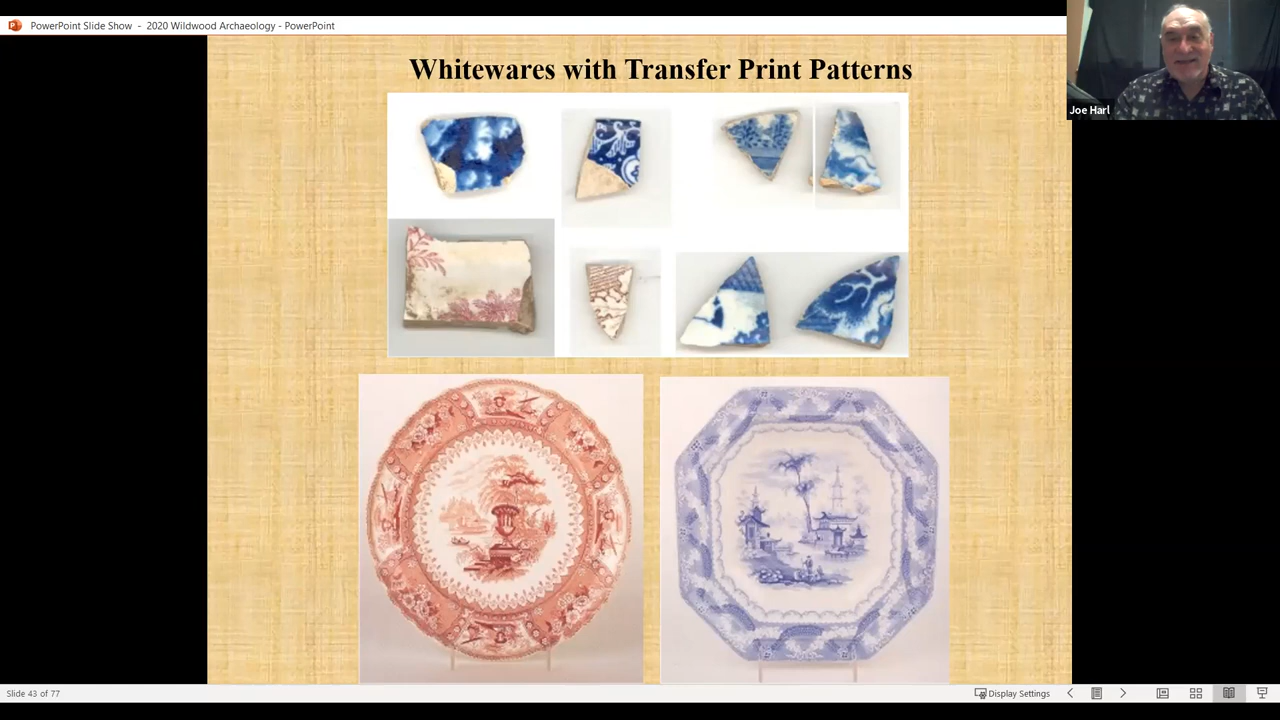 PowerPoint Slide Show - 2020 Wildwood Archaeology - PowerPoint
Joe Harl
Whitewares with Transfer Print Patterns
Slide 43 of 77
Display Settings